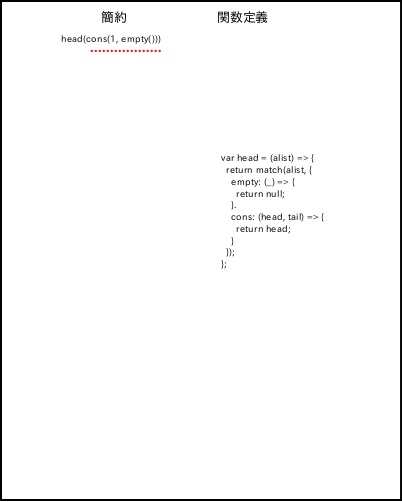 簡約
関数定義
head(cons(1, empty()))
var head = (alist) => {
return match(alist, {
empty: (_) => {
return null;
},
cons: (head, tail) => {
return head;
}
});
};